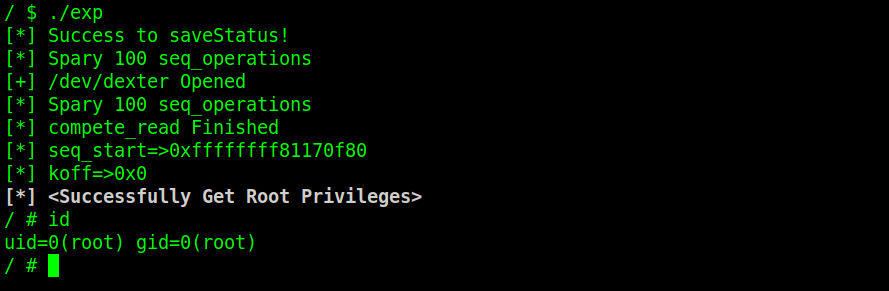 / $ ./exp
[*] Success to saveStatus!
[*] Spary 100 seq_operations
[+] /dev/dexter Opened
[*] Spary 100 seq_operations
[*] compete_read Finished
[*] seq_start=>0xffffffff81170f80
[*] koff=>0x0
[*] <Successfully Get Root Privileges>
/ # id
uid=0(root) gid=0(root)
/ #